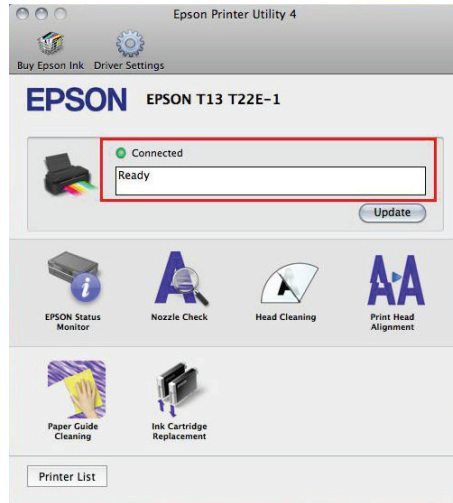 Epson Printer Utility 4
Buy Epson Ink Driver Settings
EPSON EPSON T13 T22E-1
Connected
Ready
Update
EPSON Status
Monitor
Nozzle Check
Head Cleaning
Print Head
Alignment
Paper Guide
Cleaning
Ink Cartridge
Replacement
Printer List